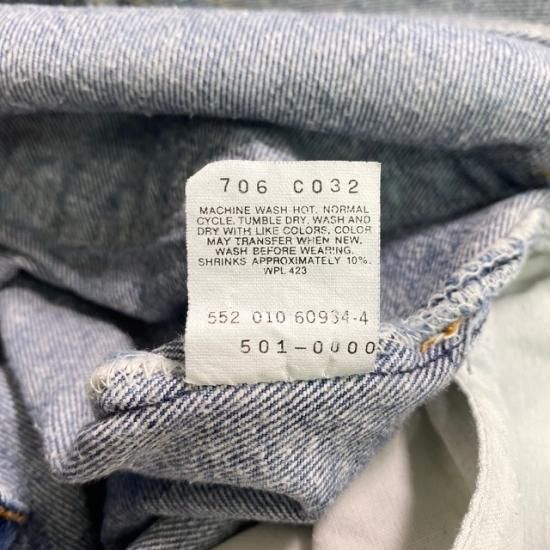 706 C032
MACHINE WASH HOT, NORMAL
CYCLE, TUMBLE DRY, WASH AND
DRY WITH LIKE COLORS, COLOR
MAY TRANSFER WHEN NEW,
WASH BEFORE WEARING.
SHRINKS APPROXIMATELY 10%.
WPL 423
552 010 60934-4
501-0000